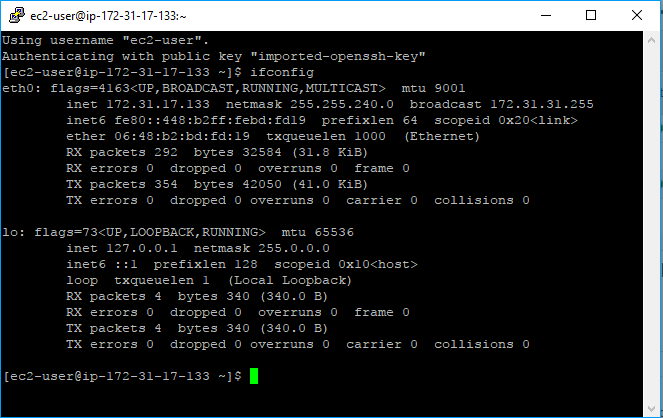 ec2-user@ip-172-31-17-133:~
Using username "ec2-user".
Authenticating with public key "imported-openssh-key"
[ec2-user@ip-172-31-17-133 ~]$ ifconfig
eth0: flags=4163<UP,BROADCAST,RUNNING,MULTICAST>  mtu 9001
        inet 172.31.17.133  netmask 255.255.240.0  broadcast 172.31.31.255
        inet6 fe80::448:b2ff:febd:fd19  prefixlen 64  scopeid 0x20<link>
        ether 06:48:b2:bd:fd:19  txqueuelen 1000  (Ethernet)
        RX packets 292  bytes 32584 (31.8 KiB)
        RX errors 0  dropped 0  overruns 0  frame 0
        TX packets 354  bytes 42050 (41.0 KiB)
        TX errors 0  dropped 0 overruns 0  carrier 0  collisions 0
lo: flags=73<UP,LOOPBACK,RUNNING>  mtu 65536
        inet 127.0.0.1  netmask 255.0.0.0
        inet6 ::1  prefixlen 128  scopeid 0x10<host>
        loop  txqueuelen 1  (Local Loopback)
        RX packets 4  bytes 340 (340.0 B)
        RX errors 0  dropped 0  overruns 0  frame 0
        TX packets 4  bytes 340 (340.0 B)
        TX errors 0  dropped 0 overruns 0  carrier 0  collisions 0
[ec2-user@ip-172-31-17-133 ~]$